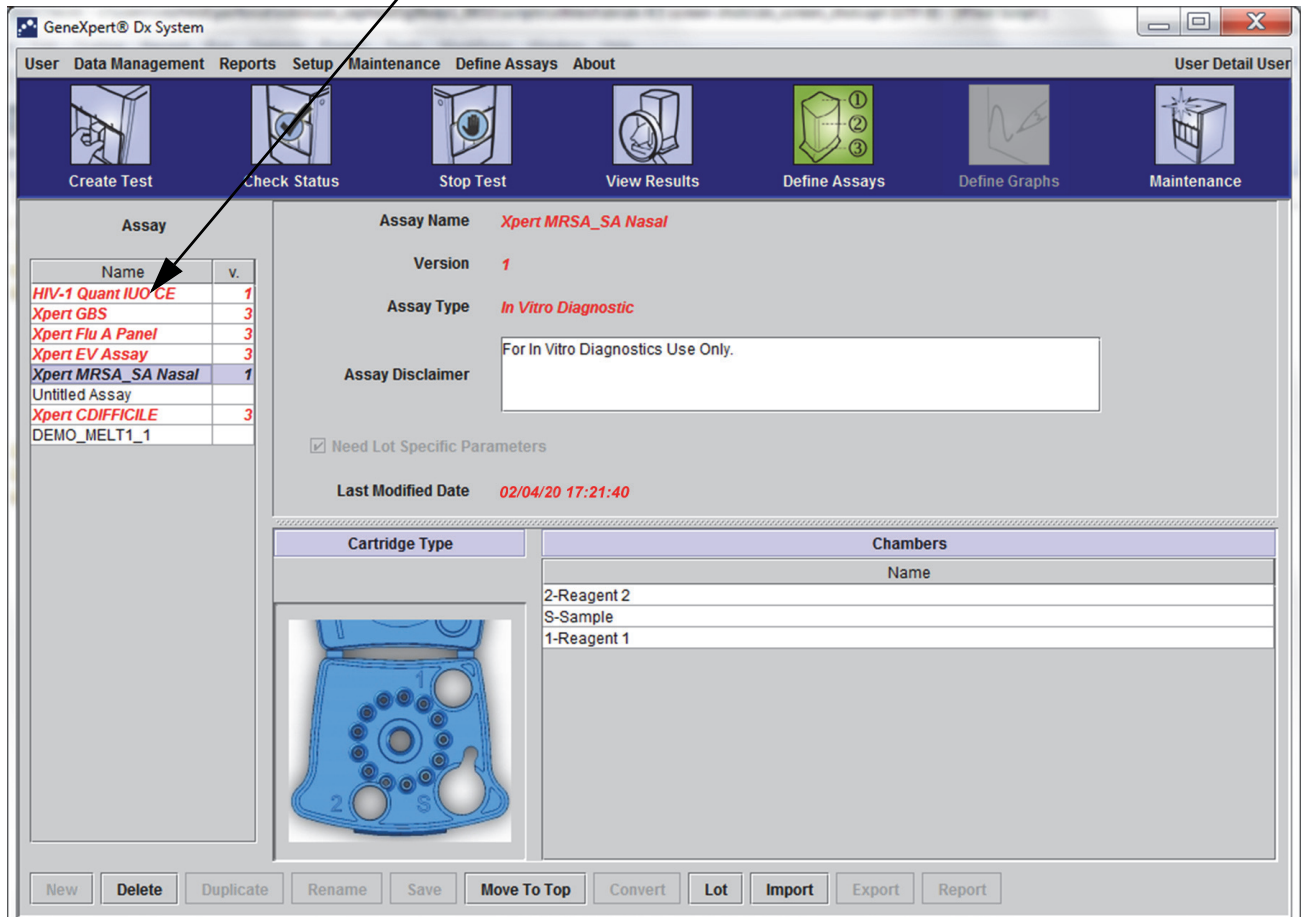 GeneXpert® Dx System
User Data Management Reports Setup Maintenance Define Assays About User Detail User
①
②
③
Create Test Check Status Stop Test View Results Define Assays Define Graphs Maintenance
Assay
Name v.
HIV-1 Quant IUO CE 1
Xpert GBS 3
Xpert Flu A Panel 3
Xpert EV Assay 3
Xpert MRSA_SA Nasal 1
Untitled Assay
Xpert CDIFFICILE 3
DEMO_MELT1_1
Assay Name Xpert MRSA_SA Nasal
Version 1
Assay Type In Vitro Diagnostic
Assay Disclaimer For In Vitro Diagnostics Use Only.
Need Lot Specific Parameters
Last Modified Date 02/04/20 17:21:40
Cartridge Type
1
2 S
Chambers
Name
2-Reagent 2
S-Sample
1-Reagent 1
New Delete Duplicate Rename Save Move To Top Convert Lot Import Export Report